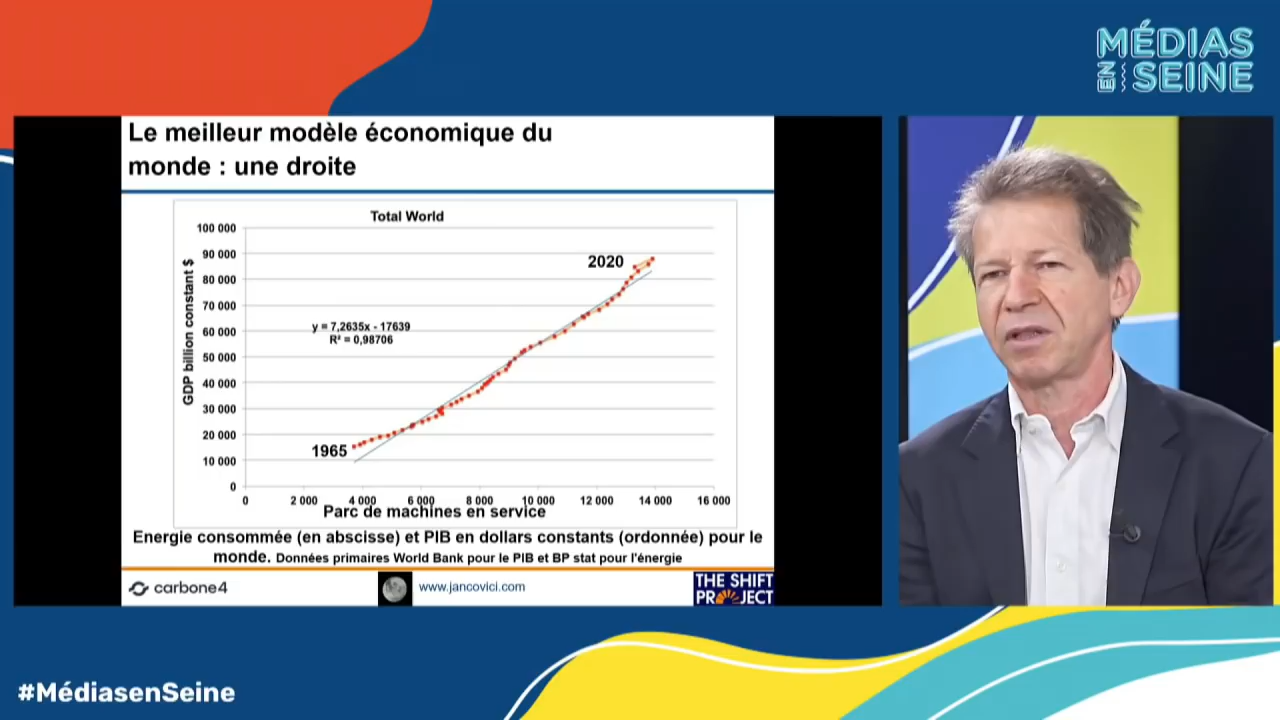 MÉDIAS
EN SEINE
Le meilleur modèle économique du
monde : une droite
Total World
GDP billion constant $
100 000
90 000
80 000
70 000
60 000
50 000
40 000
30 000
20 000
10 000
0
2020
y = 7,2635x - 17639
R² = 0,98706
1965
0 2 000 4 000 6 000 8 000 10 000 12 000 14 000 16 000
Parc de machines en service
Energie consommée (en abscisse) et PIB en dollars constants (ordonnée) pour le
monde. Données primaires World Bank pour le PIB et BP stat pour l'énergie
carbone4
www.jancovici.com
THE SHIFT
PROJECT
#MédiasenSeine